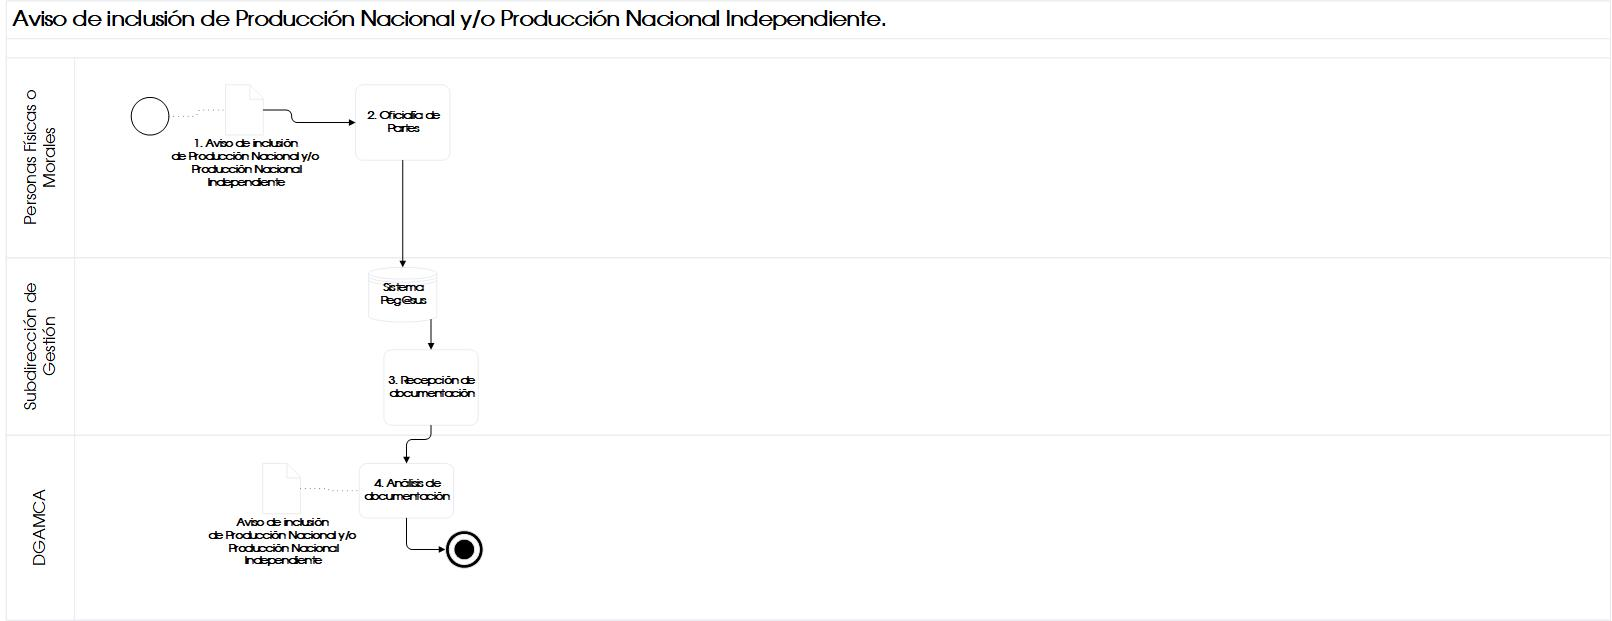 Aviso de inclusión de Producción Nacional y/o Producción Nacional Independiente.
Personas Físicas o
Morales
1. Aviso de inclusión
de Producción Nacional y/o
Producción Nacional
Independiente
2. Oficialía de
Partes
Subdirección de
Gestión
Sistema
Peg@sus
3. Recepción de
documentación
DGAMCA
4. Análisis de
documentación
Aviso de inclusión
de Producción Nacional y/o
Producción Nacional
Independiente